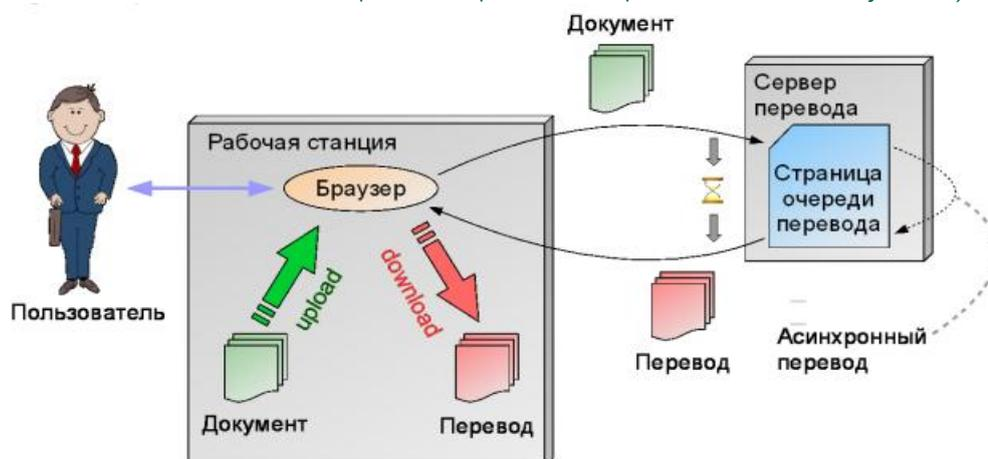 Документ
Сервер
перевода
Рабочая станция
Браузер
Страница
очереди
перевода
upload
download
Пользователь
Перевод
Асинхронный
перевод
Документ
Перевод